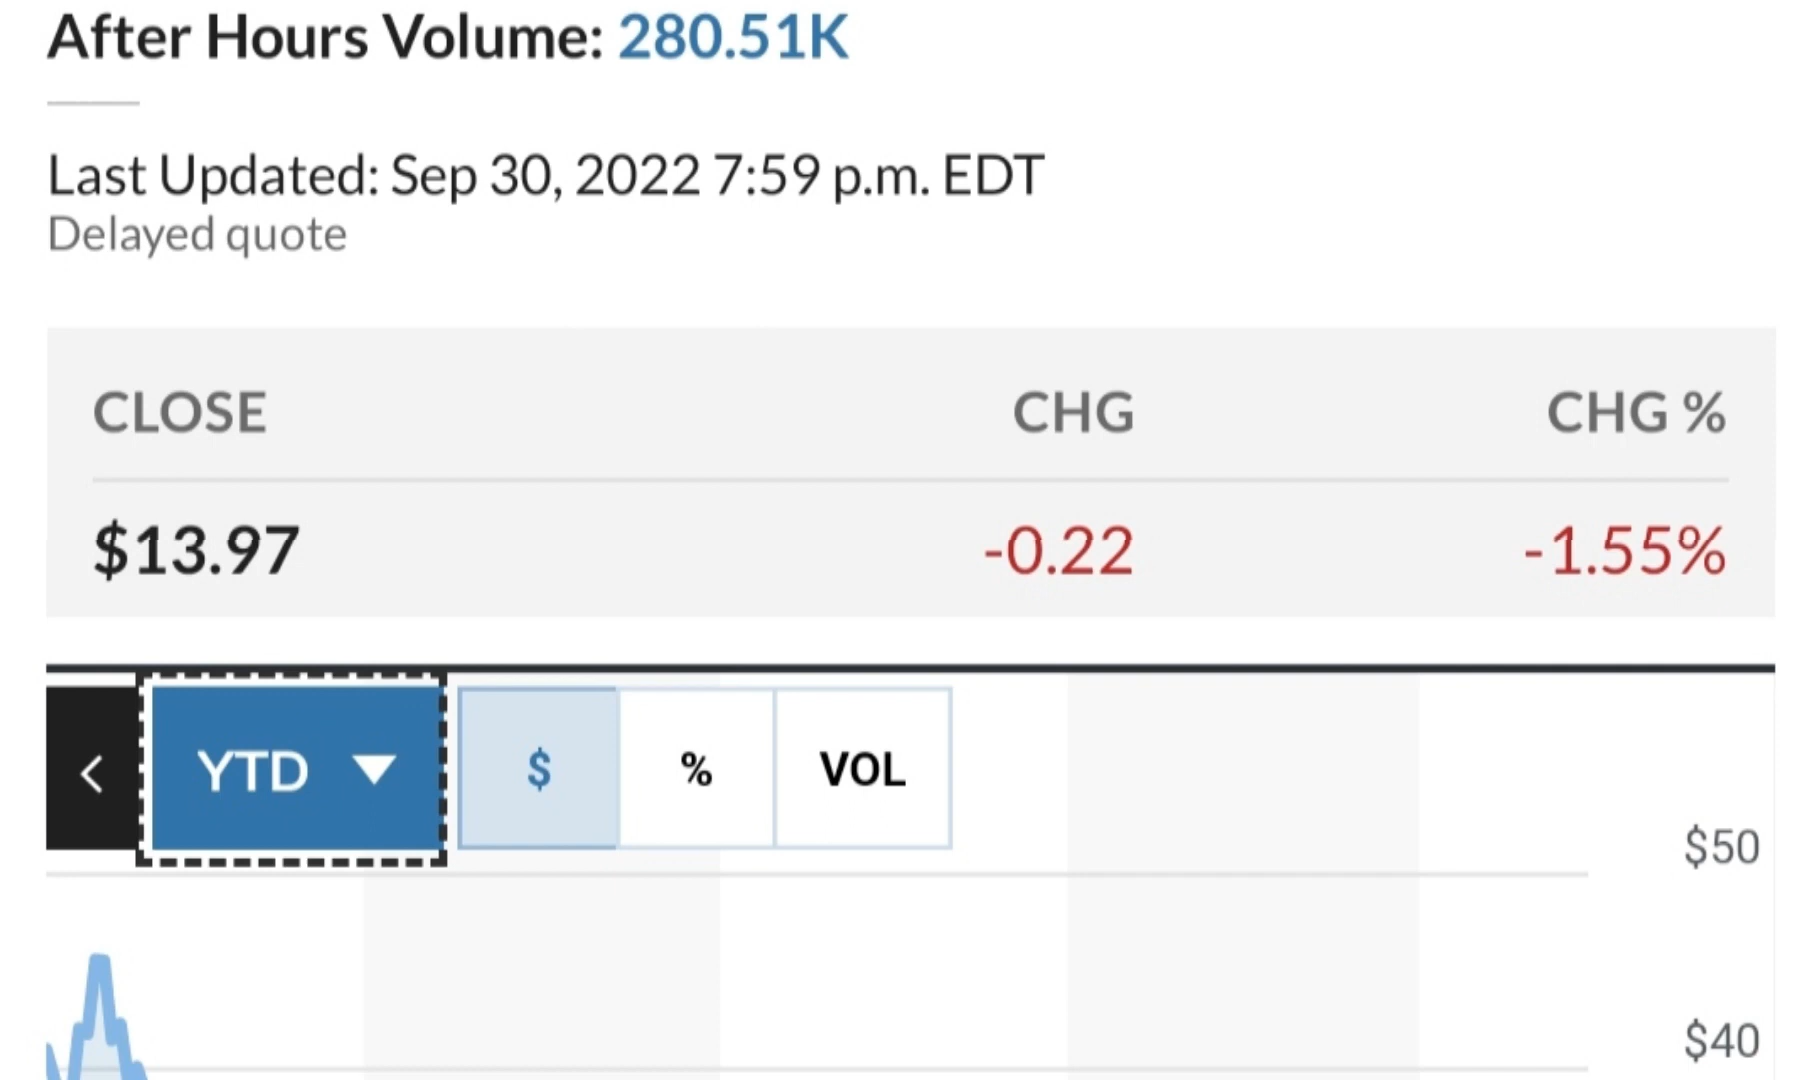 After Hours Volume: 280.51K
Last Updated: Sep 30, 2022 7:59 p.m. EDT
Delayed quote
CLOSE CHG CHG %
$13.97 -0.22 -1.55%
< YTD ▼ $ % VOL
$50
$40